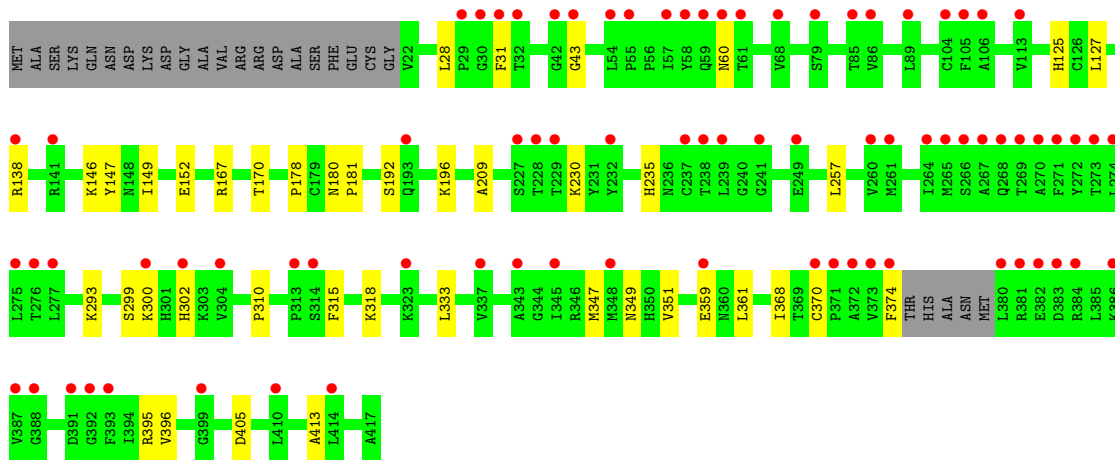 MET ALA SER LYS GLN ASN ASP LYS ASP GLY ALA VAL ARG ARG ASP ALA SER PHE GLU CYS GLY V22 L28 P29 G30 F31 T32 G42 G43 L54 P55 P56 I57 Y58 Q59 N60 T61 V68 S79 T85 V86 L89 C104 F105 A106 V113 H125 C126 L127
R138 R141 K146 Y147 N148 I149 E152 R167 T170 P178 C179 N180 P181 S192 Q193 K196 A209 S227 T228 T229 K230 Y231 Y232 H235 N236 C237 T238 L239 G240 G241 E249 L257 V260 M261 I264 M265 S266 A267 Q268 T269 A270 F271 Y272 T273 L274
L275 T276 L277 K293 S299 K300 H301 H302 K303 V304 P310 P313 S314 F315 K318 K323 L333 V337 A343 G344 I345 R346 M347 M348 N349 H350 V351 E359 N360 L361 I368 T369 C370 P371 A372 V373 F374 THR HIS ALA ASN MET L380 R381 E382 D383 R384 L385 K386
V387 G388 D391 G392 F393 I394 R395 V396 G399 D405 L410 A413 L414 A417